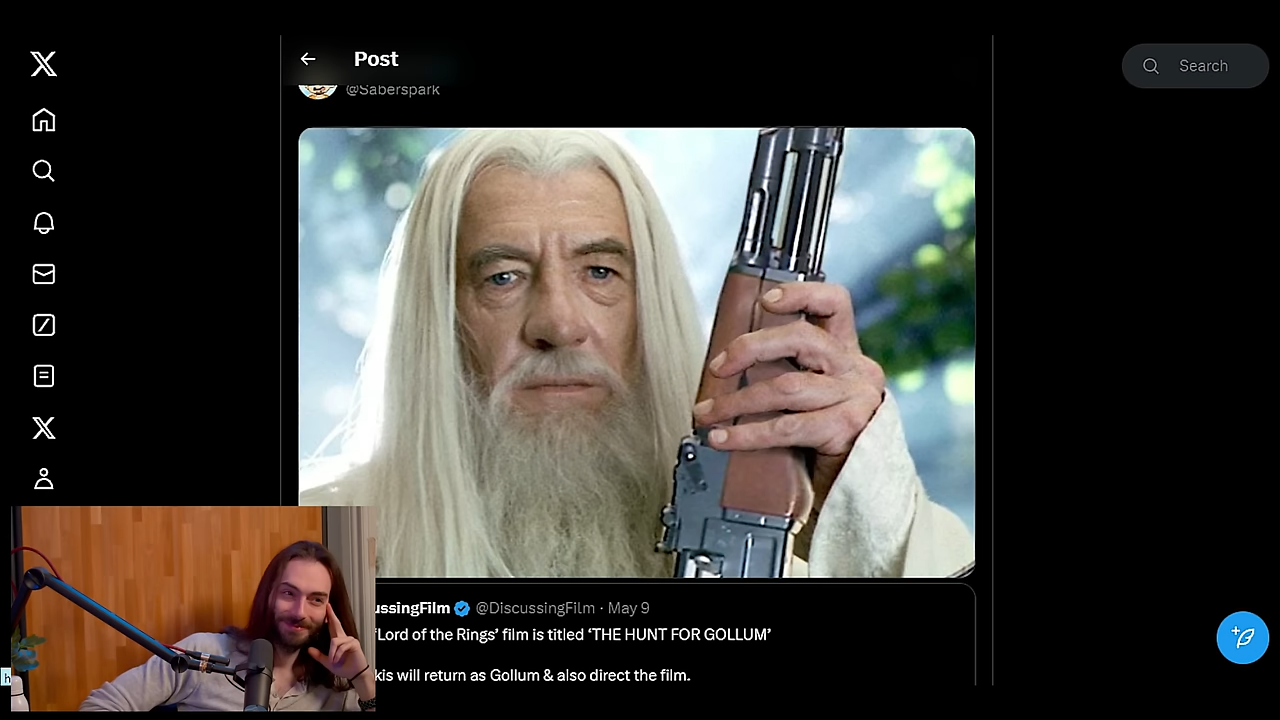 Post
Search
@Saberspark
ussingFilm @DiscussingFilm · May 9
'Lord of the Rings' film is titled ‘THE HUNT FOR GOLLUM’
kis will return as Gollum & also direct the film.
h